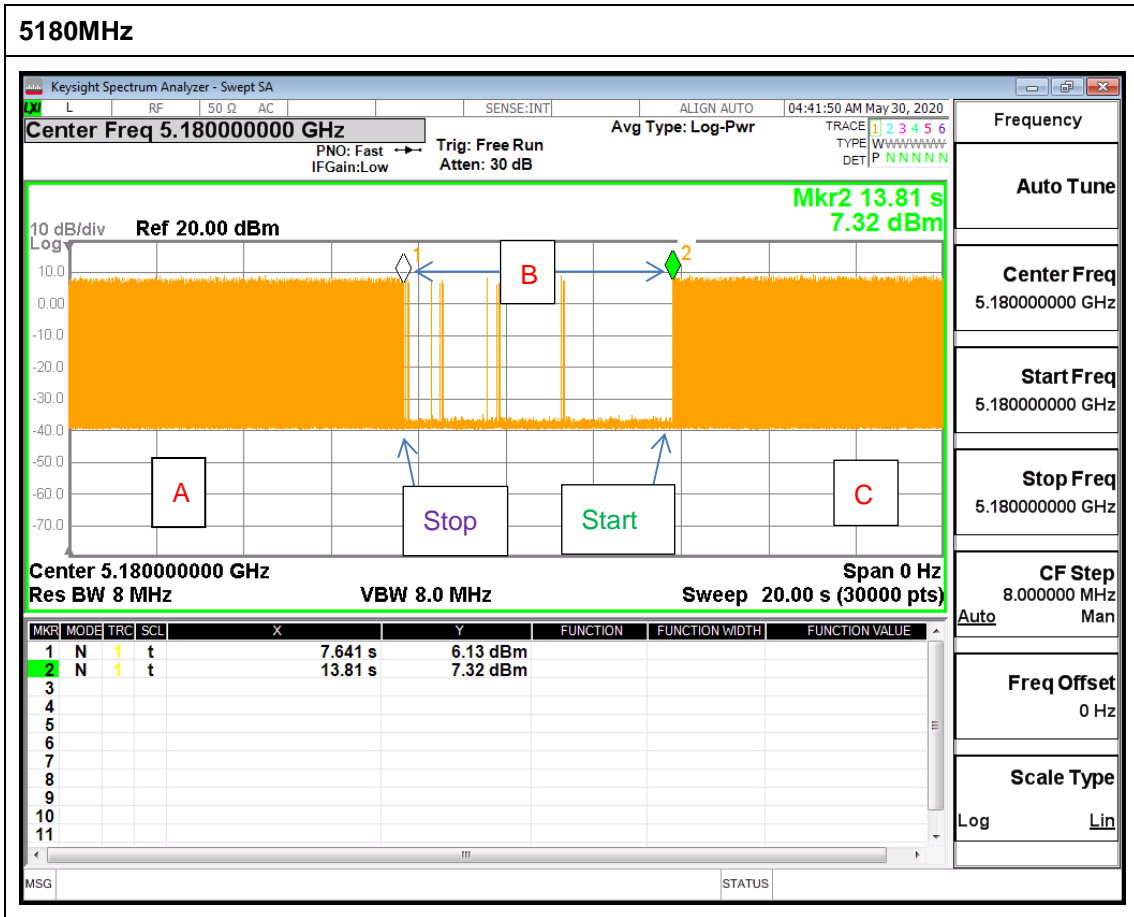 5180MHz
Keysight Spectrum Analyzer - Swept SA
LXI L RF 50 Ω AC SENSE:INT ALIGN AUTO 04:41:50 AM May 30, 2020
Center Freq 5.180000000 GHz
PNO: Fast
IFGain:Low
Trig: Free Run
Atten: 30 dB
Avg Type: Log-Pwr
TRACE 1 2 3 4 5 6
TYPE WWWWWW
DET P N N N N N
Mkr2 13.81 s
7.32 dBm
10 dB/div Ref 20.00 dBm
Log
10.0
0.00
-10.0
-20.0
-30.0
-40.0
-50.0
-60.0
-70.0
1
2
B
A
Stop
Start
C
Center 5.180000000 GHz Span 0 Hz
Res BW 8 MHz VBW 8.0 MHz Sweep 20.00 s (30000 pts)
MKR MODE TRC SCL X Y FUNCTION FUNCTION WIDTH FUNCTION VALUE
1 N 1 t 7.641 s 6.13 dBm
2 N 1 t 13.81 s 7.32 dBm
3
4
5
6
7
8
9
10
11
MSG STATUS
Frequency
Auto Tune
Center Freq
5.180000000 GHz
Start Freq
5.180000000 GHz
Stop Freq
5.180000000 GHz
CF Step
8.000000 MHz
Auto Man
Freq Offset
0 Hz
Scale Type
Log Lin